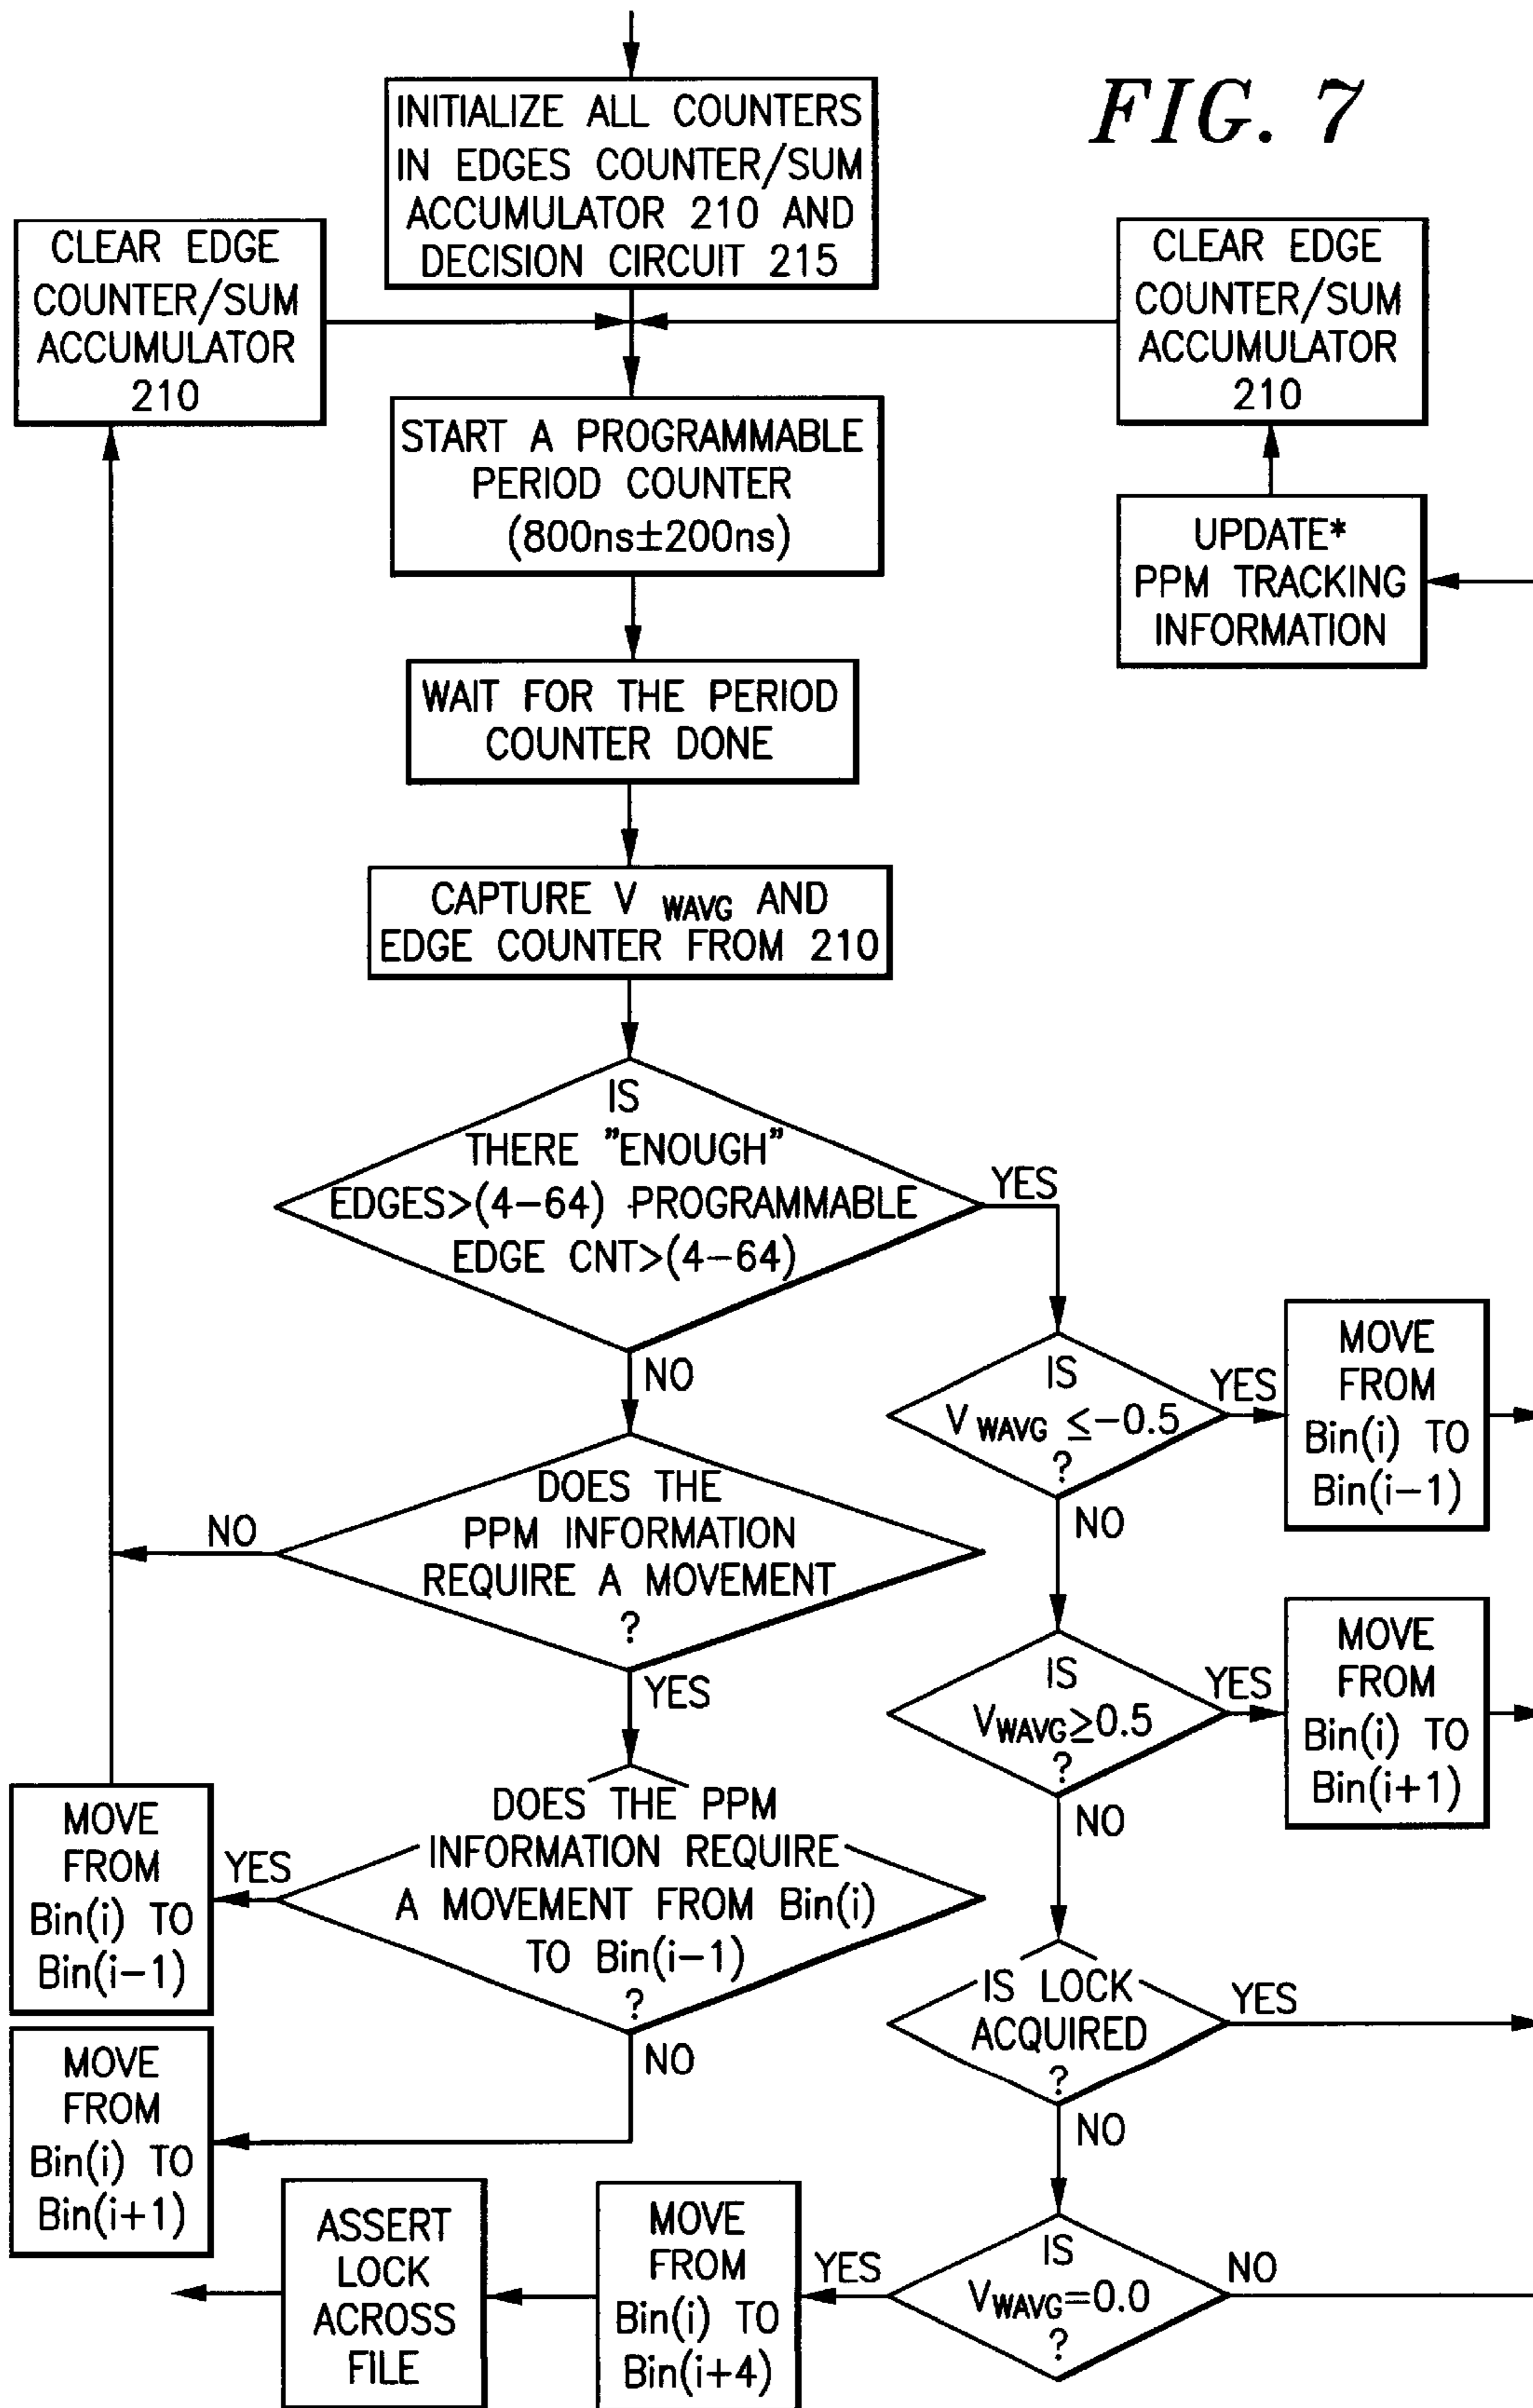 FIG. 7
INITIALIZE ALL COUNTERS
IN EDGES COUNTER/SUM
ACCUMULATOR 210 AND
DECISION CIRCUIT 215
CLEAR EDGE
COUNTER/SUM
ACCUMULATOR
210
CLEAR EDGE
COUNTER/SUM
ACCUMULATOR
210
START A PROGRAMMABLE
PERIOD COUNTER
(800ns±200ns)
UPDATE*
PPM TRACKING
INFORMATION
WAIT FOR THE PERIOD
COUNTER DONE
CAPTURE V WAVG AND
EDGE COUNTER FROM 210
IS
THERE "ENOUGH"
EDGES>(4-64) PROGRAMMABLE
EDGE CNT>(4-64)
YES
NO
IS
V WAVG ≤-0.5
?
YES
NO
MOVE
FROM
Bin(i) TO
Bin(i-1)
DOES THE
PPM INFORMATION
REQUIRE A MOVEMENT
?
NO
YES
IS
VWAVG≥0.5
?
YES
NO
MOVE
FROM
Bin(i) TO
Bin(i+1)
DOES THE PPM
INFORMATION REQUIRE
A MOVEMENT FROM Bin(i)
TO Bin(i-1)
?
YES
NO
MOVE
FROM
Bin(i) TO
Bin(i-1)
IS LOCK
ACQUIRED
?
YES
NO
MOVE
FROM
Bin(i) TO
Bin(i+1)
IS
VWAVG=0.0
?
YES
NO
MOVE
FROM
Bin(i) TO
Bin(i+4)
ASSERT
LOCK
ACROSS
FILE